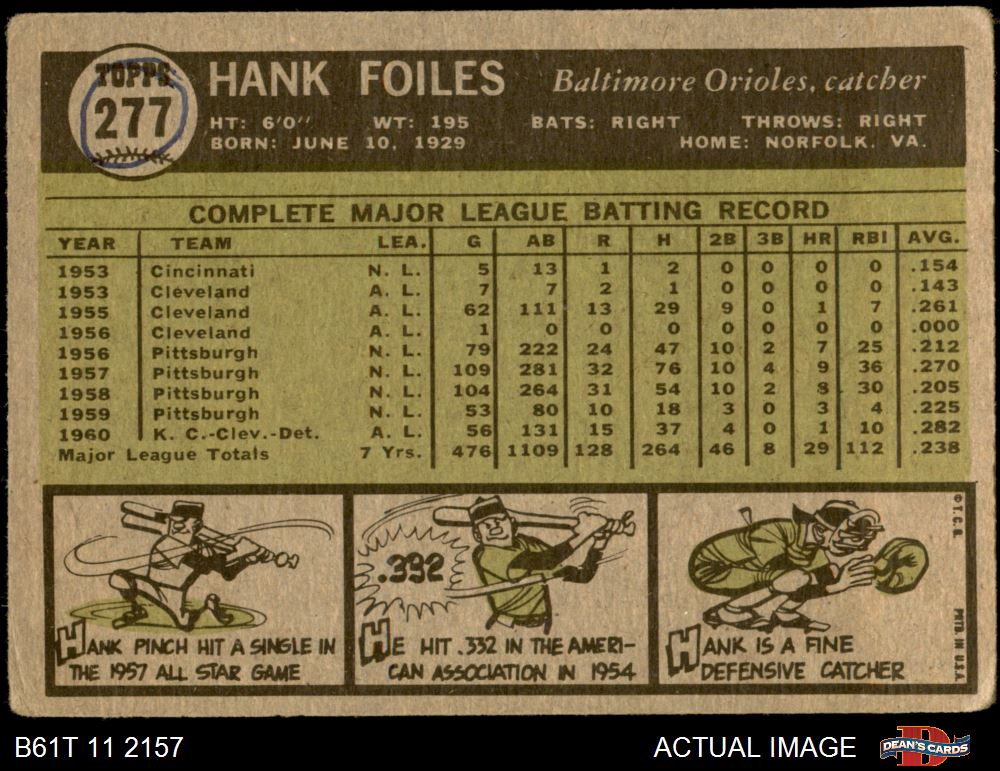 TOPPS
277
HANK FOILES Baltimore Orioles, catcher
HT: 6'0" WT: 195 BATS: RIGHT THROWS: RIGHT
BORN: JUNE 10, 1929 HOME: NORFOLK, VA.
COMPLETE MAJOR LEAGUE BATTING RECORD
YEAR TEAM LEA. G AB R H 2B 3B HR RBI AVG.
1953 Cincinnati N. L. 5 13 1 2 0 0 0 0 .154
1953 Cleveland A. L. 7 7 2 1 0 0 0 0 .143
1955 Cleveland A. L. 62 111 13 29 9 0 1 7 .261
1956 Cleveland A. L. 1 0 0 0 0 0 0 0 .000
1956 Pittsburgh N. L. 79 222 24 47 10 2 7 25 .212
1957 Pittsburgh N. L. 109 281 32 76 10 4 9 36 .270
1958 Pittsburgh N. L. 104 264 31 54 10 2 8 30 .205
1959 Pittsburgh N. L. 53 80 10 18 3 0 3 4 .225
1960 K. C.-Clev.-Det. A. L. 56 131 15 37 4 0 1 10 .282
Major League Totals 7 Yrs. 476 1109 128 264 46 8 29 112 .238
HANK PINCH HIT A SINGLE IN
THE 1957 ALL STAR GAME
.332
HE HIT .332 IN THE AMERI-
CAN ASSOCIATION IN 1954
HANK IS A FINE
DEFENSIVE CATCHER
© T. C. G. PRTD. IN U.S.A.
B61T 11 2157 ACTUAL IMAGE DEAN'S CARDS